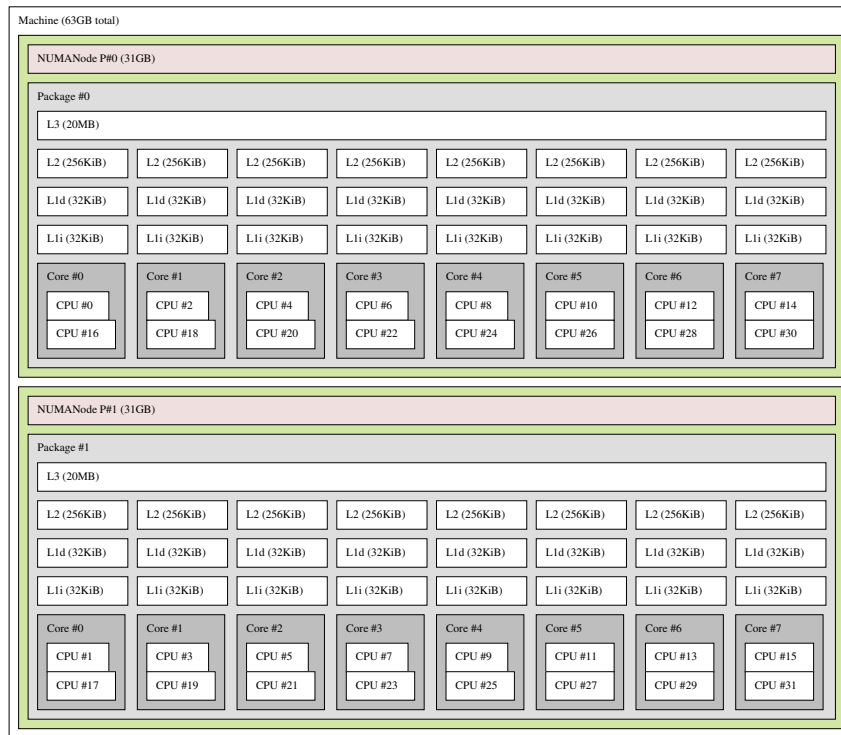 Machine (63GB total)
NUMANode P#0 (31GB)
Package #0
L3 (20MB)
L2 (256KiB) L2 (256KiB) L2 (256KiB) L2 (256KiB) L2 (256KiB) L2 (256KiB) L2 (256KiB) L2 (256KiB)
L1d (32KiB) L1d (32KiB) L1d (32KiB) L1d (32KiB) L1d (32KiB) L1d (32KiB) L1d (32KiB) L1d (32KiB)
L1i (32KiB) L1i (32KiB) L1i (32KiB) L1i (32KiB) L1i (32KiB) L1i (32KiB) L1i (32KiB) L1i (32KiB)
Core #0 Core #1 Core #2 Core #3 Core #4 Core #5 Core #6 Core #7
CPU #0 CPU #2 CPU #4 CPU #6 CPU #8 CPU #10 CPU #12 CPU #14
CPU #16 CPU #18 CPU #20 CPU #22 CPU #24 CPU #26 CPU #28 CPU #30
NUMANode P#1 (31GB)
Package #1
L3 (20MB)
L2 (256KiB) L2 (256KiB) L2 (256KiB) L2 (256KiB) L2 (256KiB) L2 (256KiB) L2 (256KiB) L2 (256KiB)
L1d (32KiB) L1d (32KiB) L1d (32KiB) L1d (32KiB) L1d (32KiB) L1d (32KiB) L1d (32KiB) L1d (32KiB)
L1i (32KiB) L1i (32KiB) L1i (32KiB) L1i (32KiB) L1i (32KiB) L1i (32KiB) L1i (32KiB) L1i (32KiB)
Core #0 Core #1 Core #2 Core #3 Core #4 Core #5 Core #6 Core #7
CPU #1 CPU #3 CPU #5 CPU #7 CPU #9 CPU #11 CPU #13 CPU #15
CPU #17 CPU #19 CPU #21 CPU #23 CPU #25 CPU #27 CPU #29 CPU #31